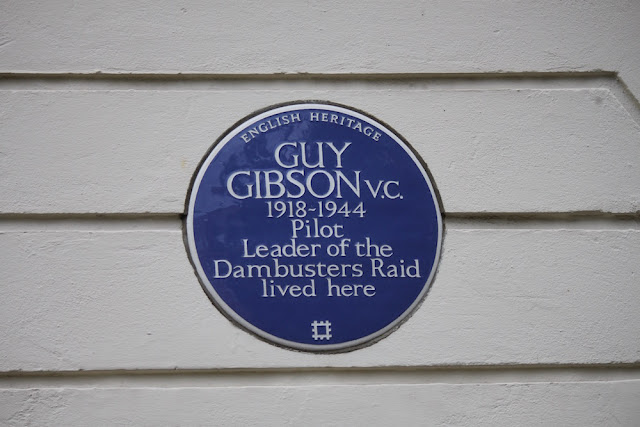 ENGLISH HERITAGE
GUY
GIBSON V.C.
1918-1944
Pilot
Leader of the
Dambusters Raid
lived here